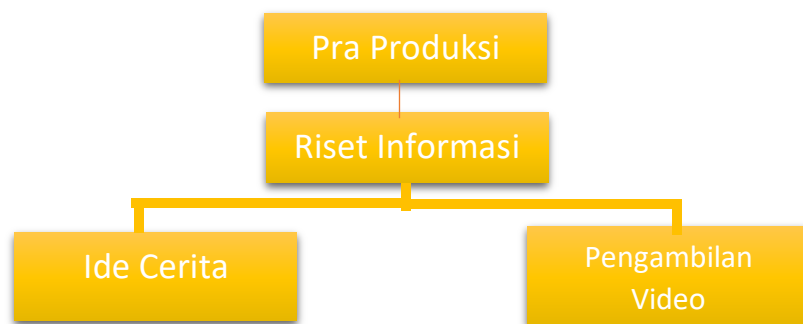 Pra Produksi
Riset Informasi
Ide Cerita
Pengambilan
Video